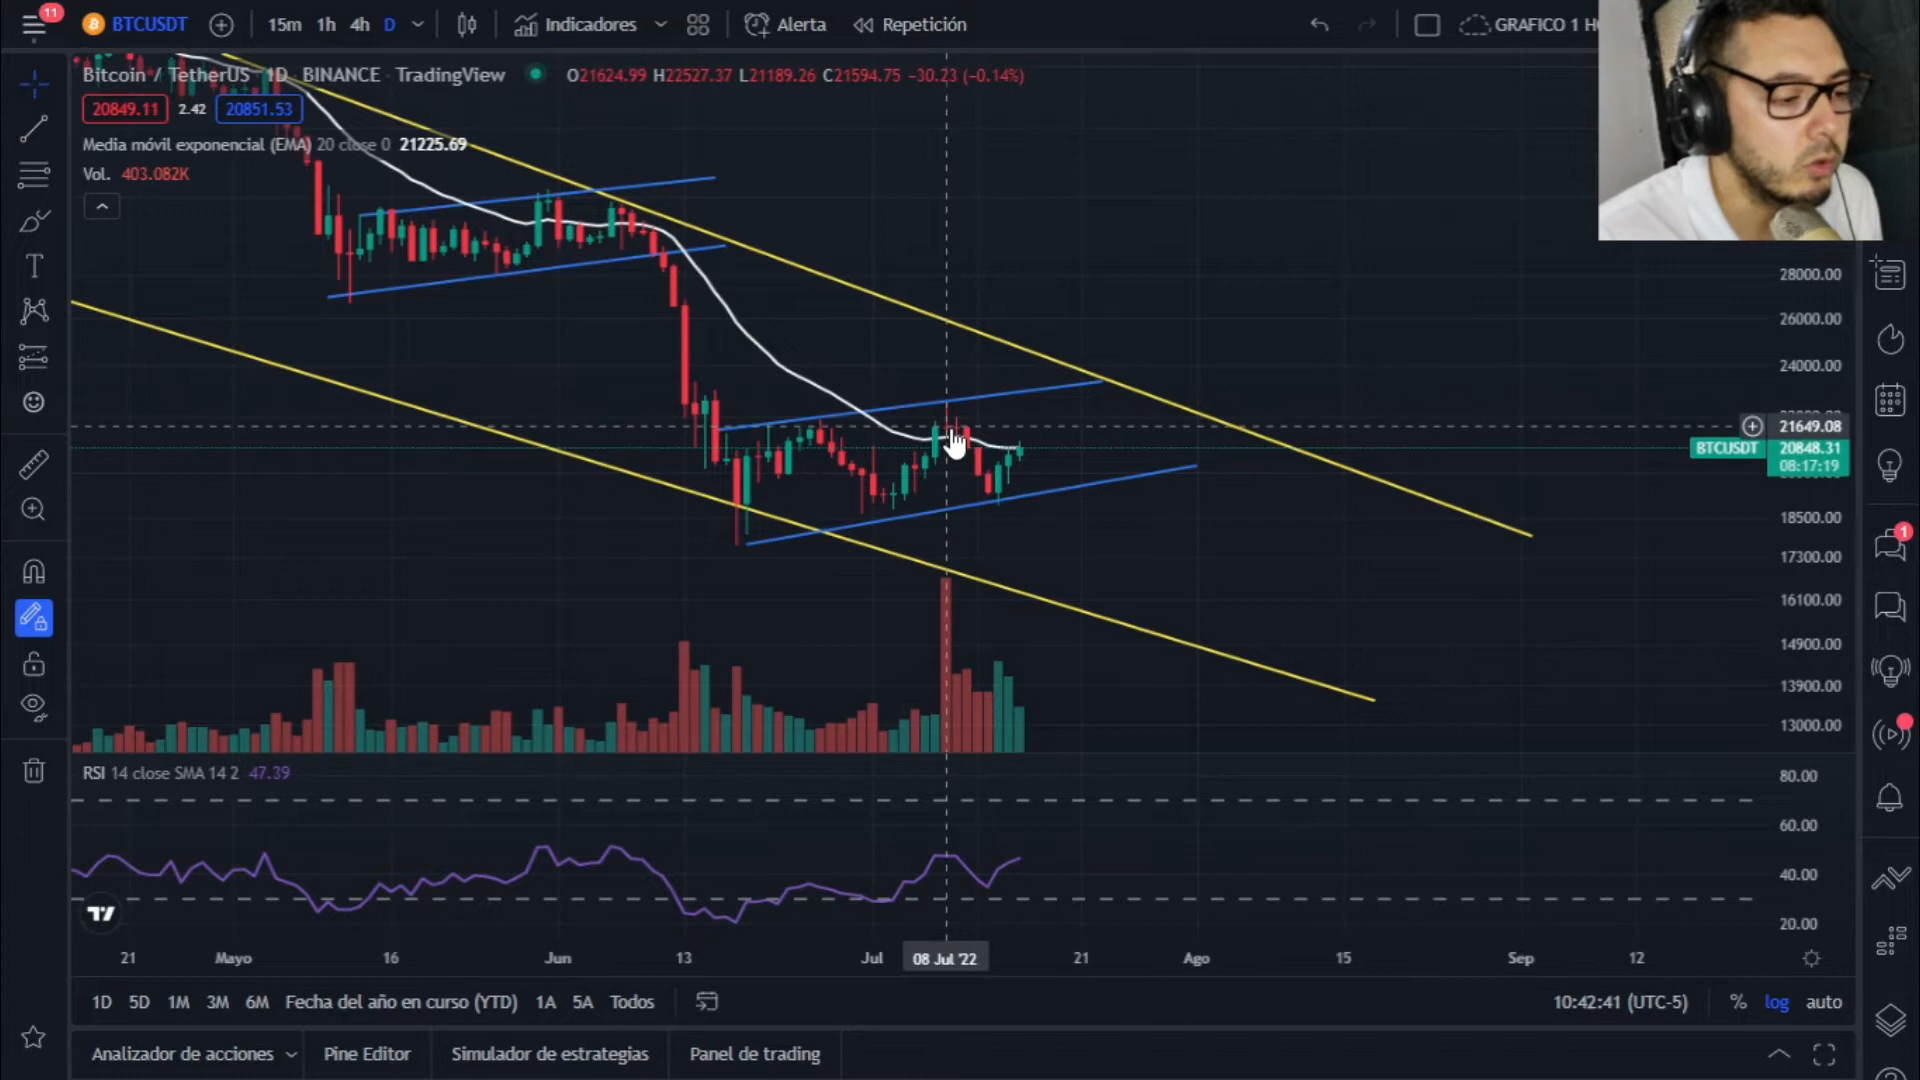 11
BTCUSDT
15m 1h 4h D
Indicadores
Alerta
Repetición
GRAFICO 1 H
Bitcoin / TetherUS 1D BINANCE TradingView
O21624.99 H22527.37 L21189.26 C21594.75 −30.23 (−0.14%)
20849.11 2.42 20851.53
Media móvil exponencial (EMA) 20 close 0 21225.69
Vol. 403.082K
28000.00
26000.00
24000.00
21649.08
BTCUSDT 20848.31
08:17:19
18500.00
17300.00
16100.00
14900.00
13900.00
13000.00
1
RSI 14 close SMA 14 2 47.39
80.00
60.00
40.00
20.00
21 Mayo 16 Jun 13 Jul 08 Jul '22 21 Ago 15 Sep 12
1D 5D 1M 3M 6M Fecha del año en curso (YTD) 1A 5A Todos
10:42:41 (UTC-5) % log auto
Analizador de acciones Pine Editor Simulador de estrategias Panel de trading